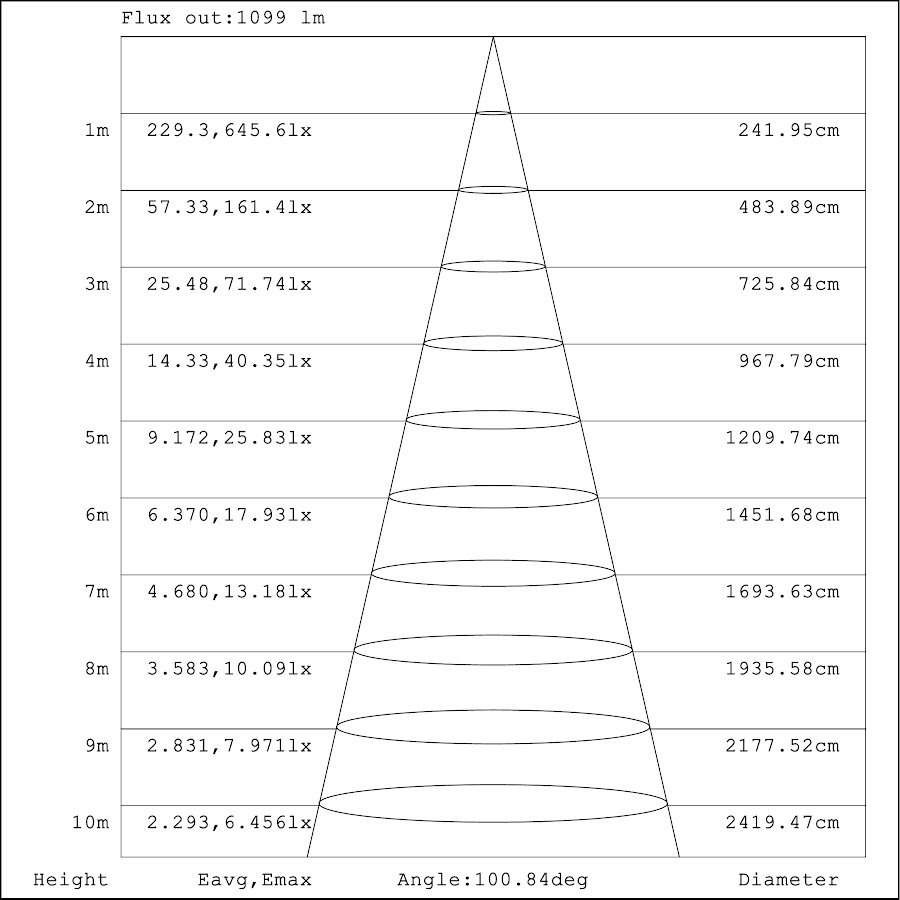 Flux out:1099 lm
1m 229.3,645.6lx 241.95cm
2m 57.33,161.4lx 483.89cm
3m 25.48,71.74lx 725.84cm
4m 14.33,40.35lx 967.79cm
5m 9.172,25.83lx 1209.74cm
6m 6.370,17.93lx 1451.68cm
7m 4.680,13.18lx 1693.63cm
8m 3.583,10.09lx 1935.58cm
9m 2.831,7.971lx 2177.52cm
10m 2.293,6.456lx 2419.47cm
Height Eavg,Emax Angle:100.84deg Diameter